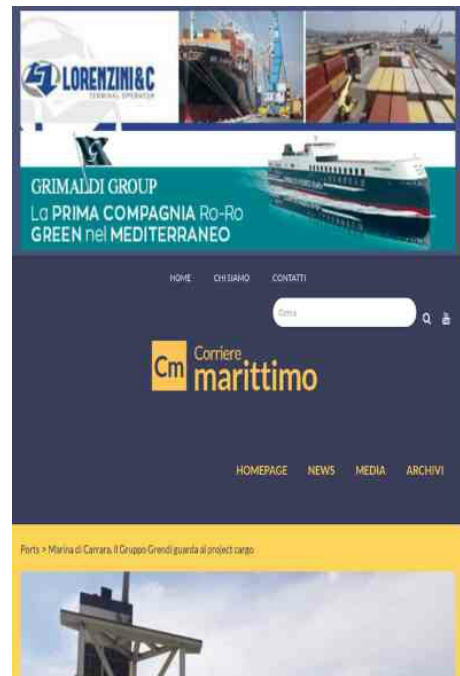 LORENZINI&C
TERMINAL OPERATOR
GRIMALDI GROUP
La PRIMA COMPAGNIA Ro-Ro
GREEN nel MEDITERRANEO
HOME CHI SIAMO CONTATTI
Cerca
Cm Corriere
marittimo
HOMEPAGE NEWS MEDIA ARCHIVI
Ports > Marina di Carrara, Il Gruppo Grendi guarda al project cargo